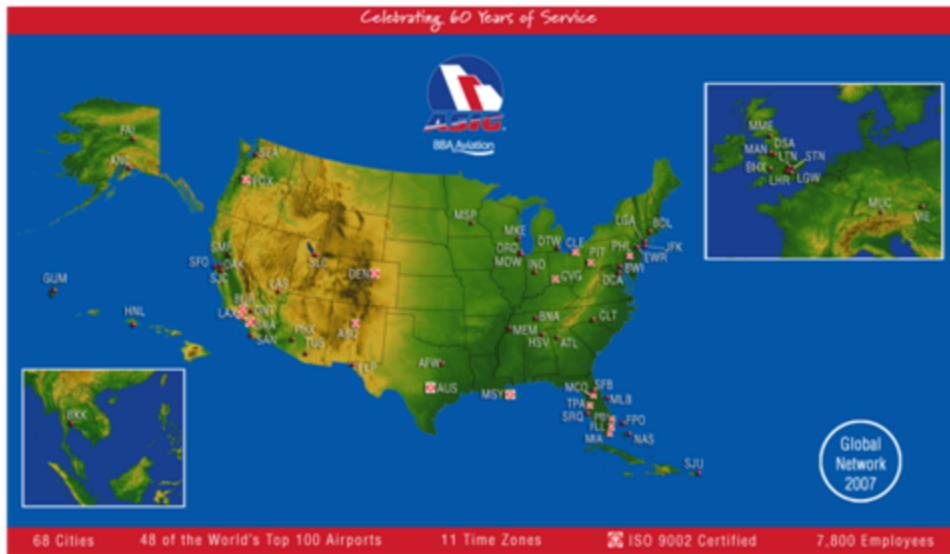 Celebrating 60 Years of Service
ASIG
BBA Aviation
FAI
ANC
SEA
PDX
MSP
MKE
ORD
MDW
DTW
CLE
PIT
PHL
LGA
BDL
JFK
EWR
BWI
DCA
IND
CVG
SMF
SFO
OAK
SJC
SLC
DEN
LAS
BUR
ONT
LAX
SNA
SAN
PHX
TUS
ABQ
ELP
AFW
AUS
MSY
BNA
MEM
HSV
ATL
CLT
MCO
SFB
MLB
TPA
SRQ
PBI
FLL
MIA
FPO
NAS
SJU
GUM
HNL
BKK
MME
DSA
MAN
LTN
STN
BHX
LHR
LGW
MUC
VIE
Global
Network
2007
68 Cities 48 of the World's Top 100 Airports 11 Time Zones ISO 9002 Certified 7,800 Employees